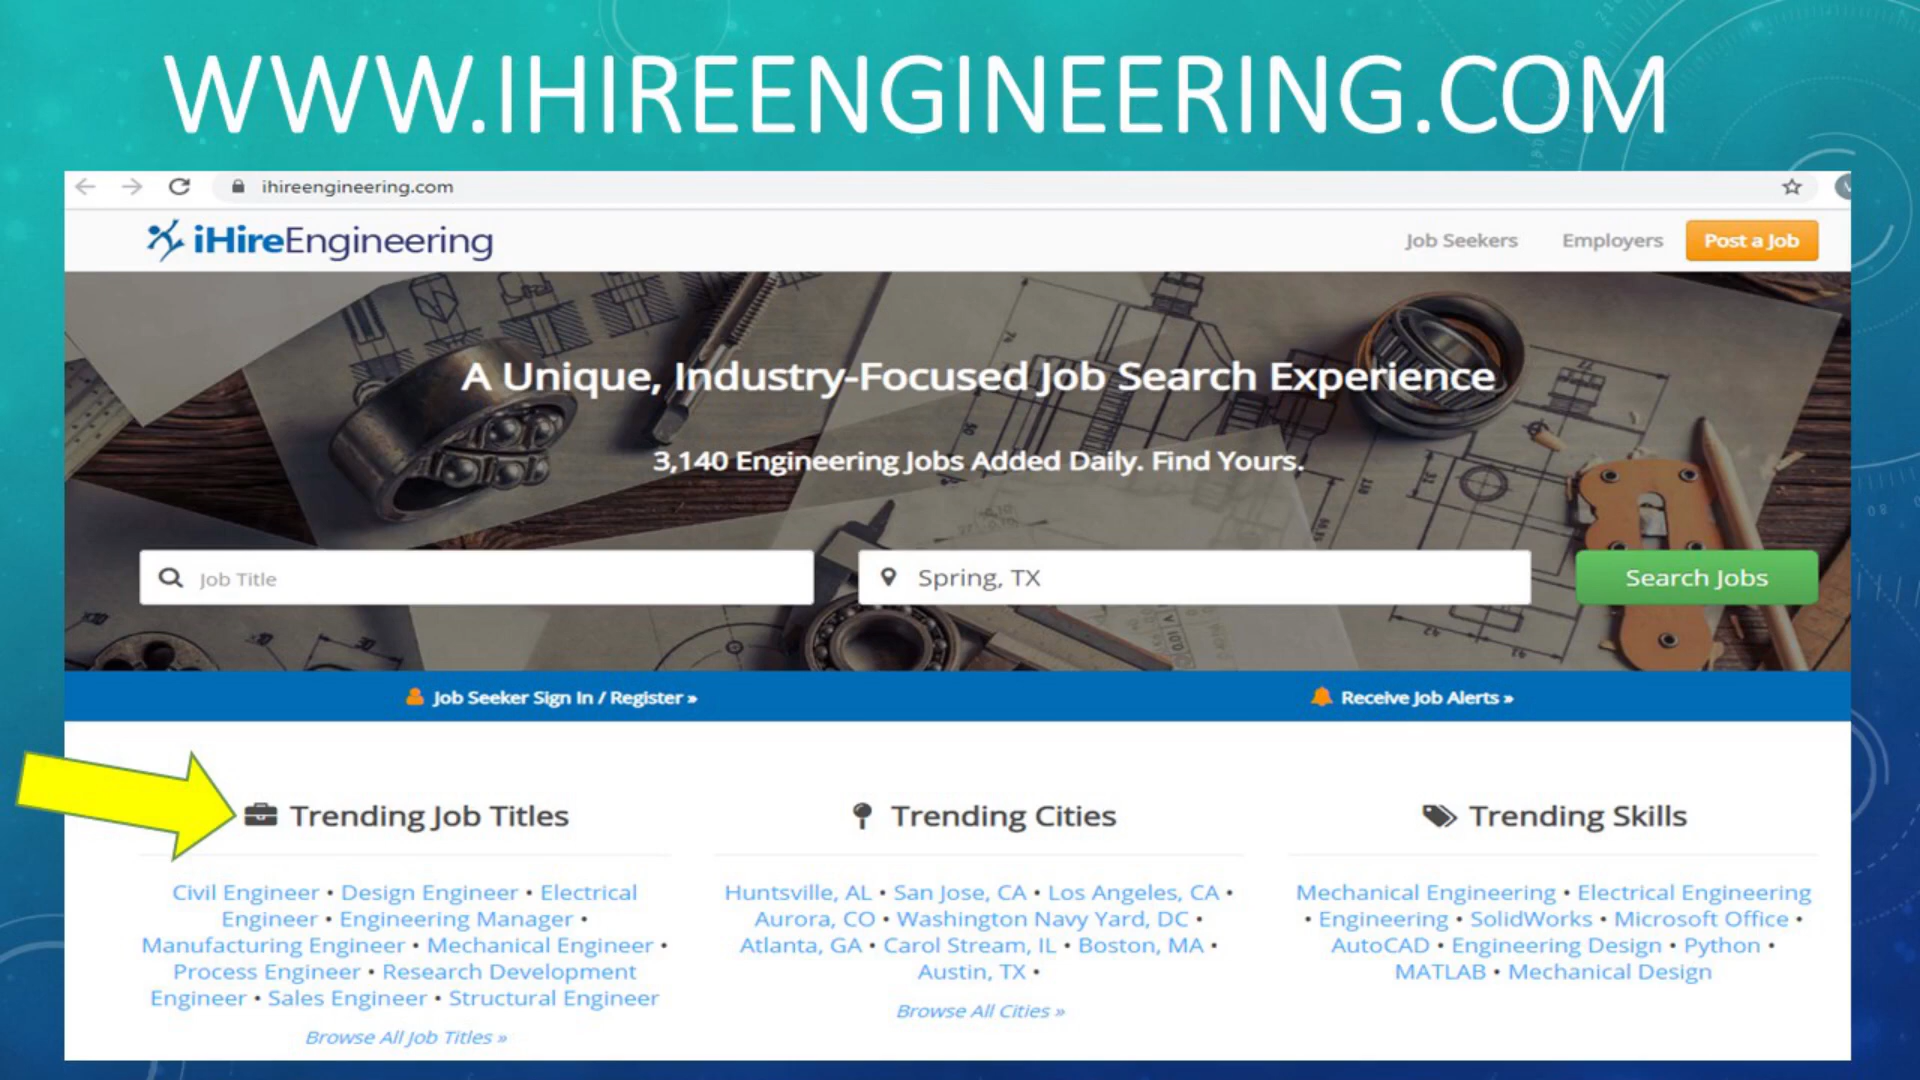 WWW.IHIREENGINEERING.COM
ihireengineering.com
iHireEngineering
Job Seekers Employers Post a Job
A Unique, Industry-Focused Job Search Experience
3,140 Engineering Jobs Added Daily. Find Yours.
Job Title
Spring, TX
Search Jobs
Job Seeker Sign In / Register »
Receive Job Alerts »
Trending Job Titles
Civil Engineer • Design Engineer • Electrical
Engineer • Engineering Manager •
Manufacturing Engineer • Mechanical Engineer •
Process Engineer • Research Development
Engineer • Sales Engineer • Structural Engineer
Browse All Job Titles »
Trending Cities
Huntsville, AL • San Jose, CA • Los Angeles, CA •
Aurora, CO • Washington Navy Yard, DC •
Atlanta, GA • Carol Stream, IL • Boston, MA •
Austin, TX •
Browse All Cities »
Trending Skills
Mechanical Engineering • Electrical Engineering
• Engineering • SolidWorks • Microsoft Office •
AutoCAD • Engineering Design • Python •
MATLAB • Mechanical Design